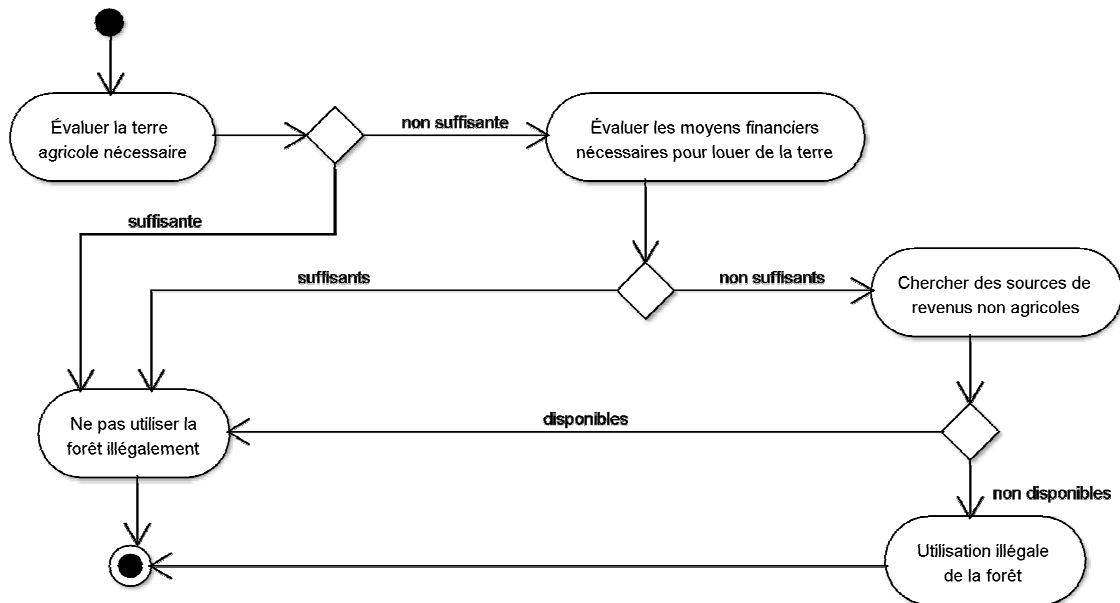 Évaluer la terre
agricole nécessaire
non suffisante
Évaluer les moyens financiers
nécessaires pour louer de la terre
suffisante
suffisants
non suffisants
Chercher des sources de
revenus non agricoles
Ne pas utiliser la
forêt illégalement
disponibles
non disponibles
Utilisation illégale
de la forêt